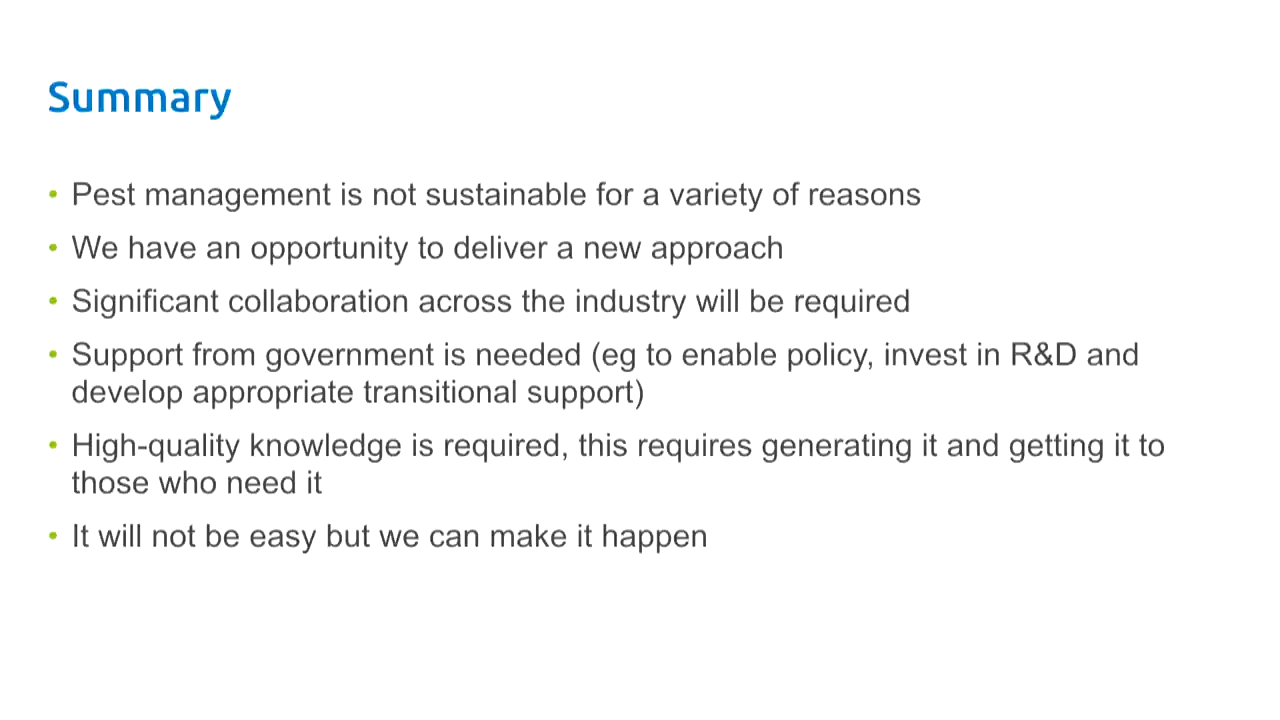 Summary
• Pest management is not sustainable for a variety of reasons
• We have an opportunity to deliver a new approach
• Significant collaboration across the industry will be required
• Support from government is needed (eg to enable policy, invest in R&D and
develop appropriate transitional support)
• High-quality knowledge is required, this requires generating it and getting it to
those who need it
• It will not be easy but we can make it happen